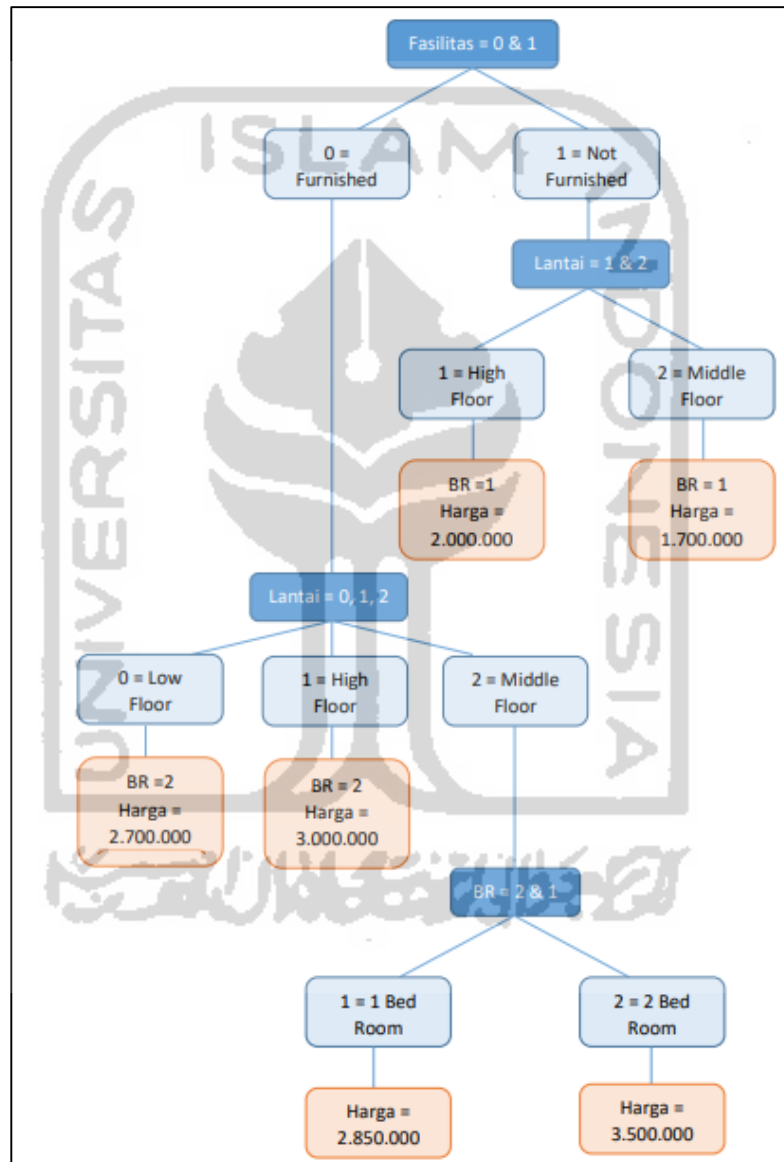 Fasilitas = 0 & 1
0 =
Furnished
1 = Not
Furnished
Lantai = 1 & 2
1 = High
Floor
2 = Middle
Floor
BR =1
Harga =
2.000.000
BR = 1
Harga =
1.700.000
Lantai = 0, 1, 2
0 = Low
Floor
1 = High
Floor
2 = Middle
Floor
BR =2
Harga =
2.700.000
BR = 2
Harga =
3.000.000
BR = 2 & 1
1 = 1 Bed
Room
2 = 2 Bed
Room
Harga =
2.850.000
Harga =
3.500.000
UNIVERSITAS
ISLAM
INDONESIA